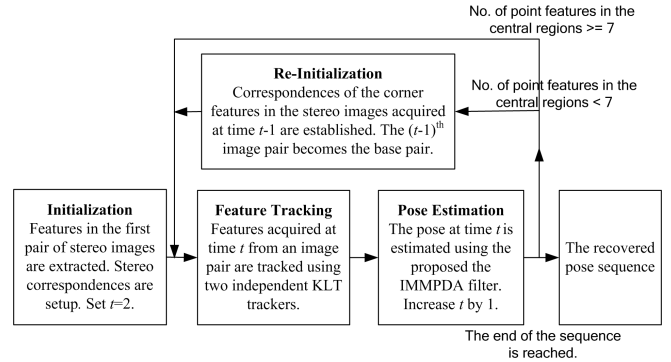 No. of point features in the
central regions >= 7
Re-Initialization
Correspondences of the corner
features in the stereo images acquired
at time t-1 are established. The (t-1)th
image pair becomes the base pair.
No. of point features in the
central regions < 7
Initialization
Features in the first
pair of stereo images
are extracted. Stereo
correspondences are
setup. Set t=2.
Feature Tracking
Features acquired at
time t from an image
pair are tracked using
two independent KLT
trackers.
Pose Estimation
The pose at time t is
estimated using the
proposed the
IMMPDA filter.
Increase t by 1.
The recovered
pose sequence
The end of the sequence
is reached.